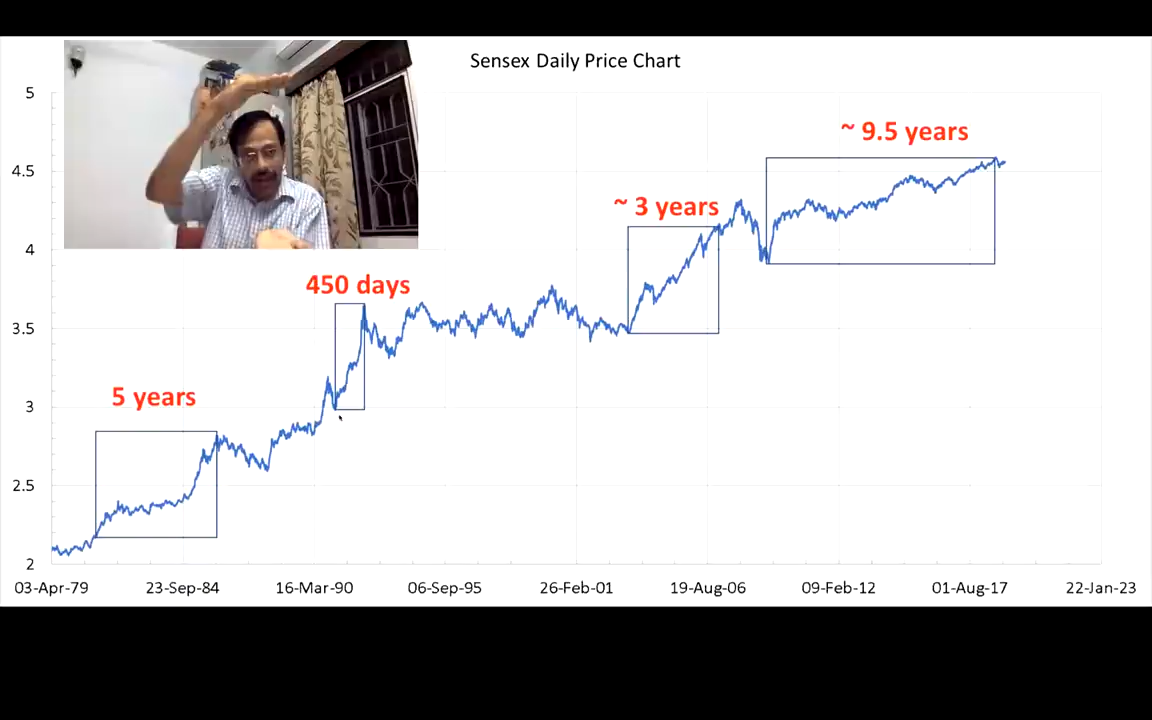 Sensex Daily Price Chart
5
4.5
4
3.5
3
2.5
2
~ 9.5 years
~ 3 years
450 days
5 years
03-Apr-79 23-Sep-84 16-Mar-90 06-Sep-95 26-Feb-01 19-Aug-06 09-Feb-12 01-Aug-17 22-Jan-23